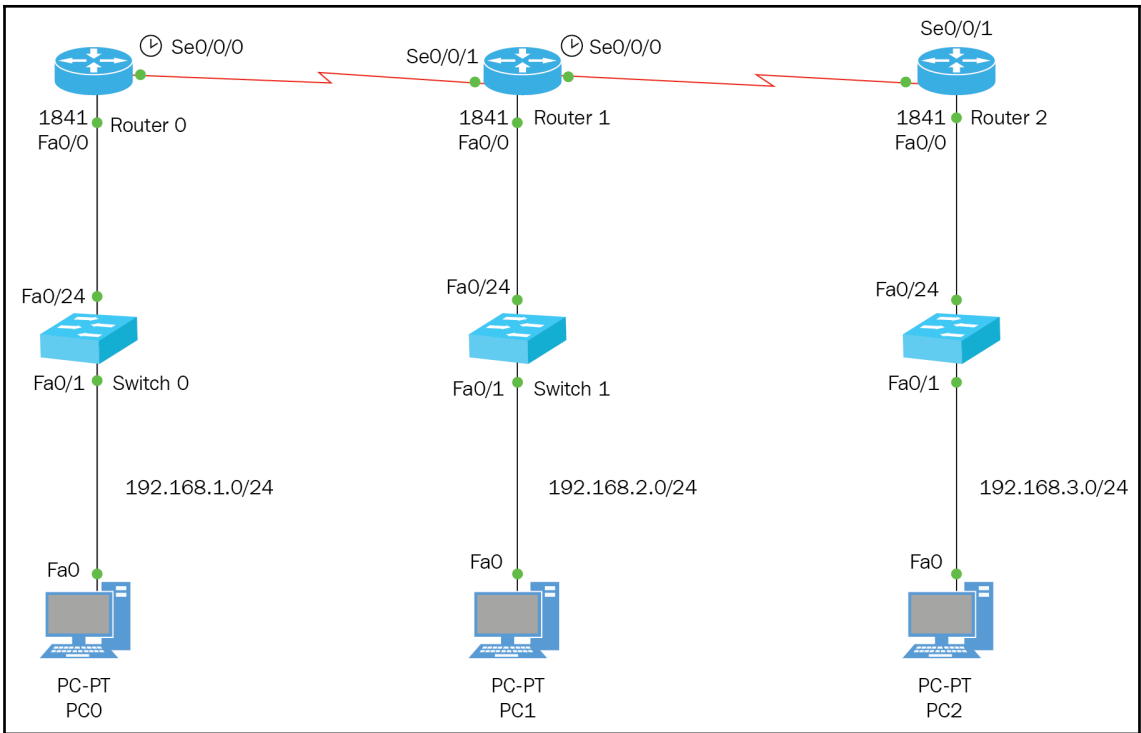 Se0/0/0
Se0/0/1
Se0/0/0
Se0/0/1
1841
Router 0
Fa0/0
1841
Router 1
Fa0/0
1841
Router 2
Fa0/0
Fa0/24
Fa0/24
Fa0/24
Fa0/1
Switch 0
Fa0/1
Switch 1
Fa0/1
192.168.1.0/24
192.168.2.0/24
192.168.3.0/24
Fa0
Fa0
Fa0
PC-PT
PC0
PC-PT
PC1
PC-PT
PC2